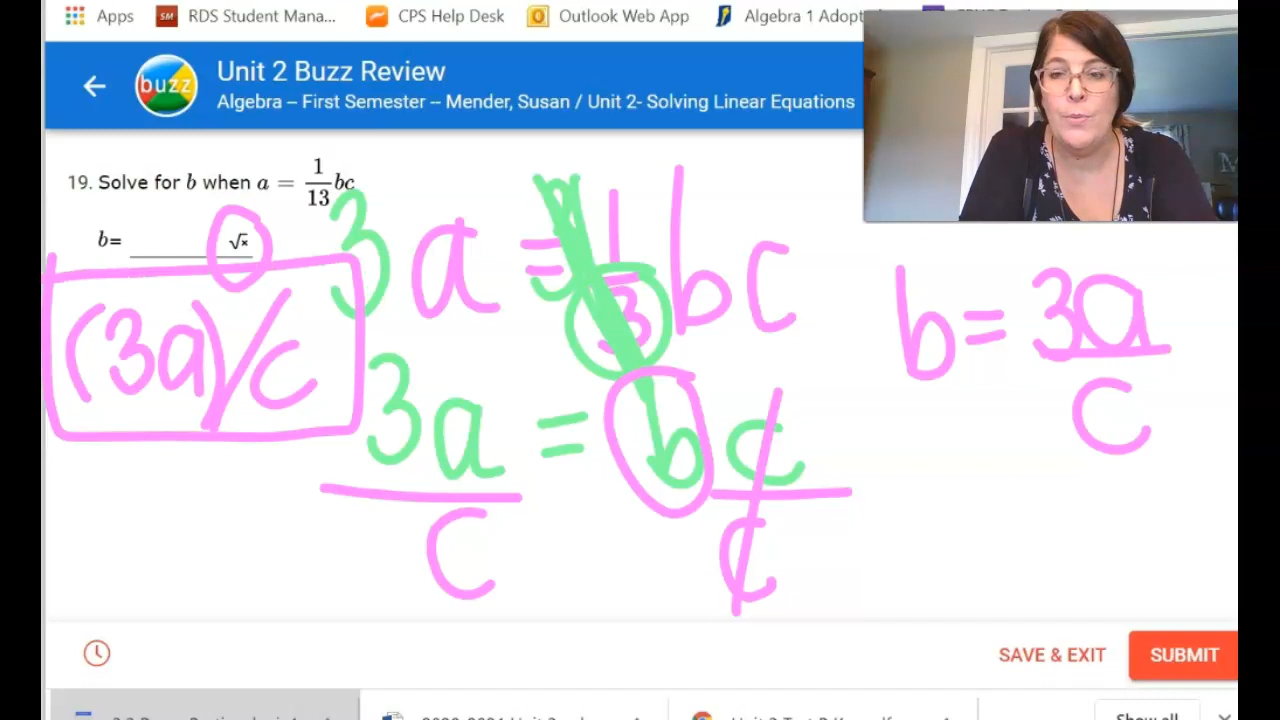 Apps RDS Student Mana... CPS Help Desk Outlook Web App Algebra 1 Adopt
buzz
Unit 2 Buzz Review
Algebra – First Semester -- Mender, Susan / Unit 2- Solving Linear Equations
19. Solve for b when a = 1/13 bc
b= ______ √x
3 a = 1/3 bc
b = 3a/c
(3a)/c
3a/c = bc/c
SAVE & EXIT SUBMIT
Show all